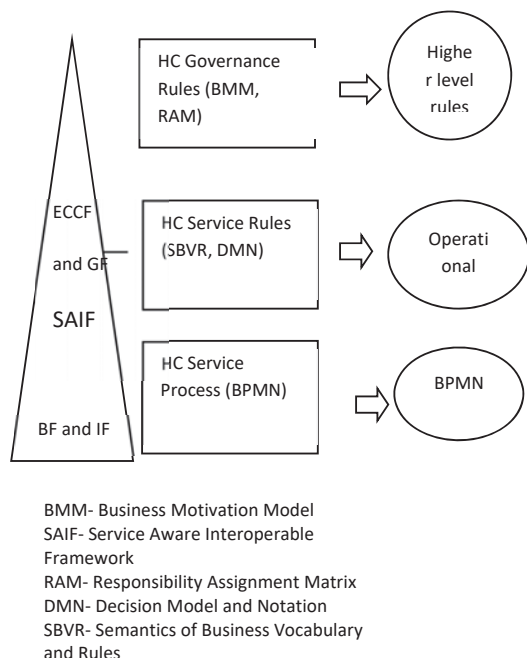 HC Governance
Rules (BMM,
RAM)
Highe
r level
rules
ECCF
and GF
SAIF
BF and IF
HC Service Rules
(SBVR, DMN)
Operati
onal
HC Service
Process (BPMN)
BPMN
BMM- Business Motivation Model
SAIF- Service Aware Interoperable
Framework
RAM- Responsibility Assignment Matrix
DMN- Decision Model and Notation
SBVR- Semantics of Business Vocabulary
and Rules